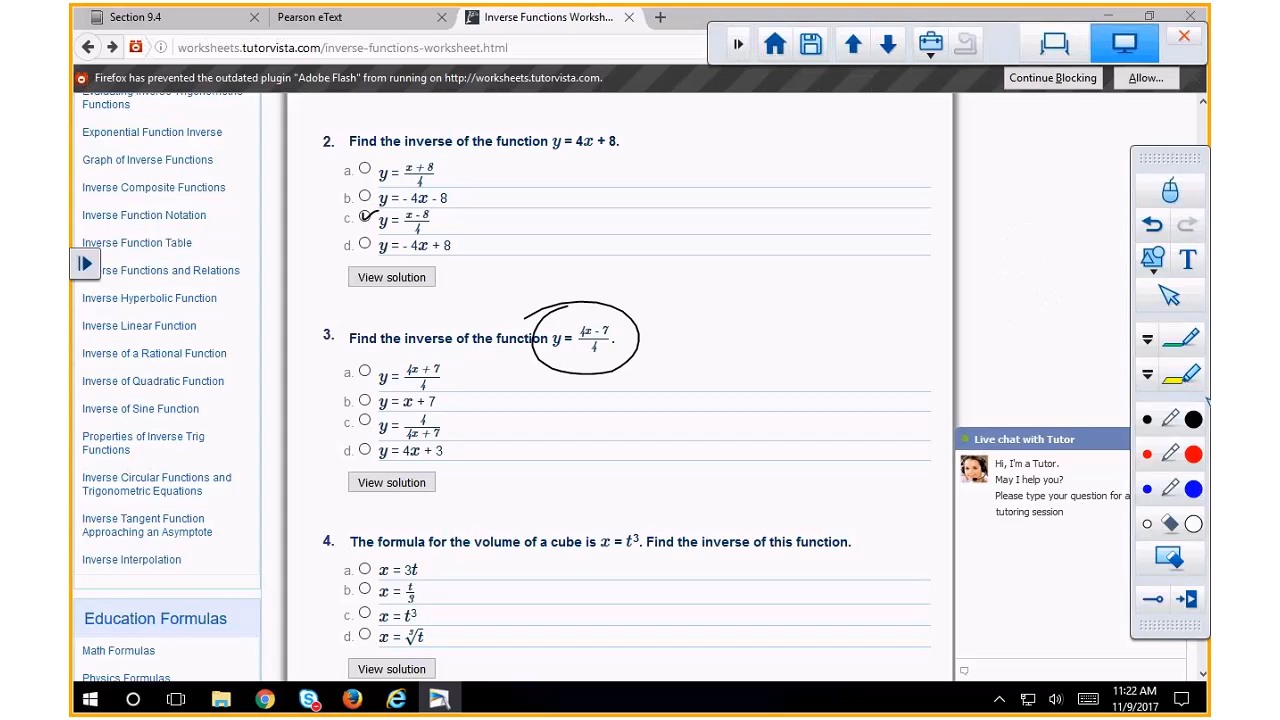 Section 9.4
Pearson eText
Inverse Functions Worksh...
worksheets.tutorvista.com/inverse-functions-worksheet.html
Firefox has prevented the outdated plugin "Adobe Flash" from running on http://worksheets.tutorvista.com.
Continue Blocking
Allow...
Evaluating Inverse Trigonometric
Functions
Exponential Function Inverse
Graph of Inverse Functions
Inverse Composite Functions
Inverse Function Notation
Inverse Function Table
rse Functions and Relations
Inverse Hyperbolic Function
Inverse Linear Function
Inverse of a Rational Function
Inverse of Quadratic Function
Inverse of Sine Function
Properties of Inverse Trig
Functions
Inverse Circular Functions and
Trigonometric Equations
Inverse Tangent Function
Approaching an Asymptote
Inverse Interpolation
Education Formulas
Math Formulas
Physics Formulas
2. Find the inverse of the function y = 4x + 8.
a. y = (x + 8)/4
b. y = - 4x - 8
c. y = (x - 8)/4
d. y = - 4x + 8
View solution
3. Find the inverse of the function y = (4x - 7)/4.
a. y = (4x + 7)/4
b. y = x + 7
c. y = 4/(4x + 7)
d. y = 4x + 3
View solution
4. The formula for the volume of a cube is x = t³. Find the inverse of this function.
a. x = 3t
b. x = t/3
c. x = t³
d. x = ∛t
View solution
Live chat with Tutor
Hi, I'm a Tutor.
May I help you?
Please type your question for a
tutoring session
T
11:22 AM
11/9/2017